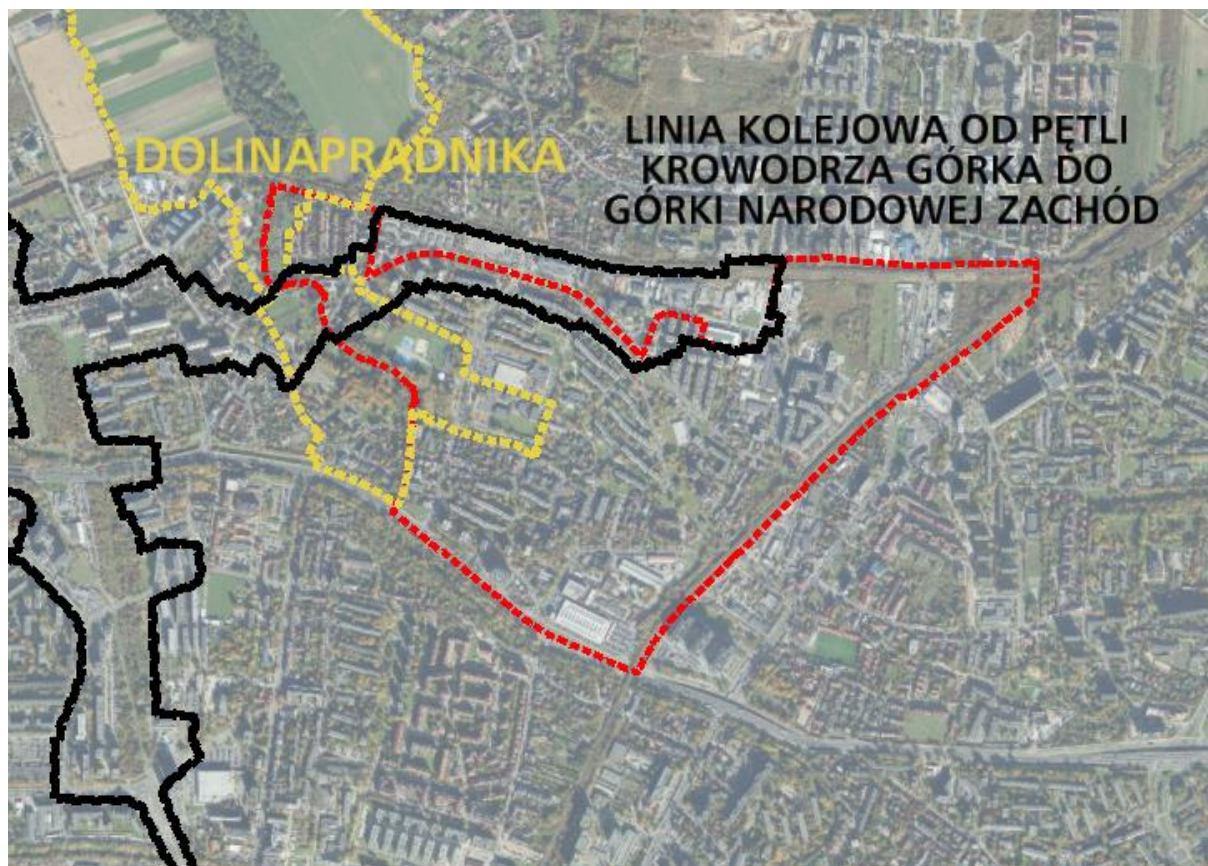 DOLINAPRĄDNIKA
LINIA KOLEJOWA OD PĘTLI
KROWODRZA GÓRKA DO
GÓRKI NARODOWEJ ZACHÓD